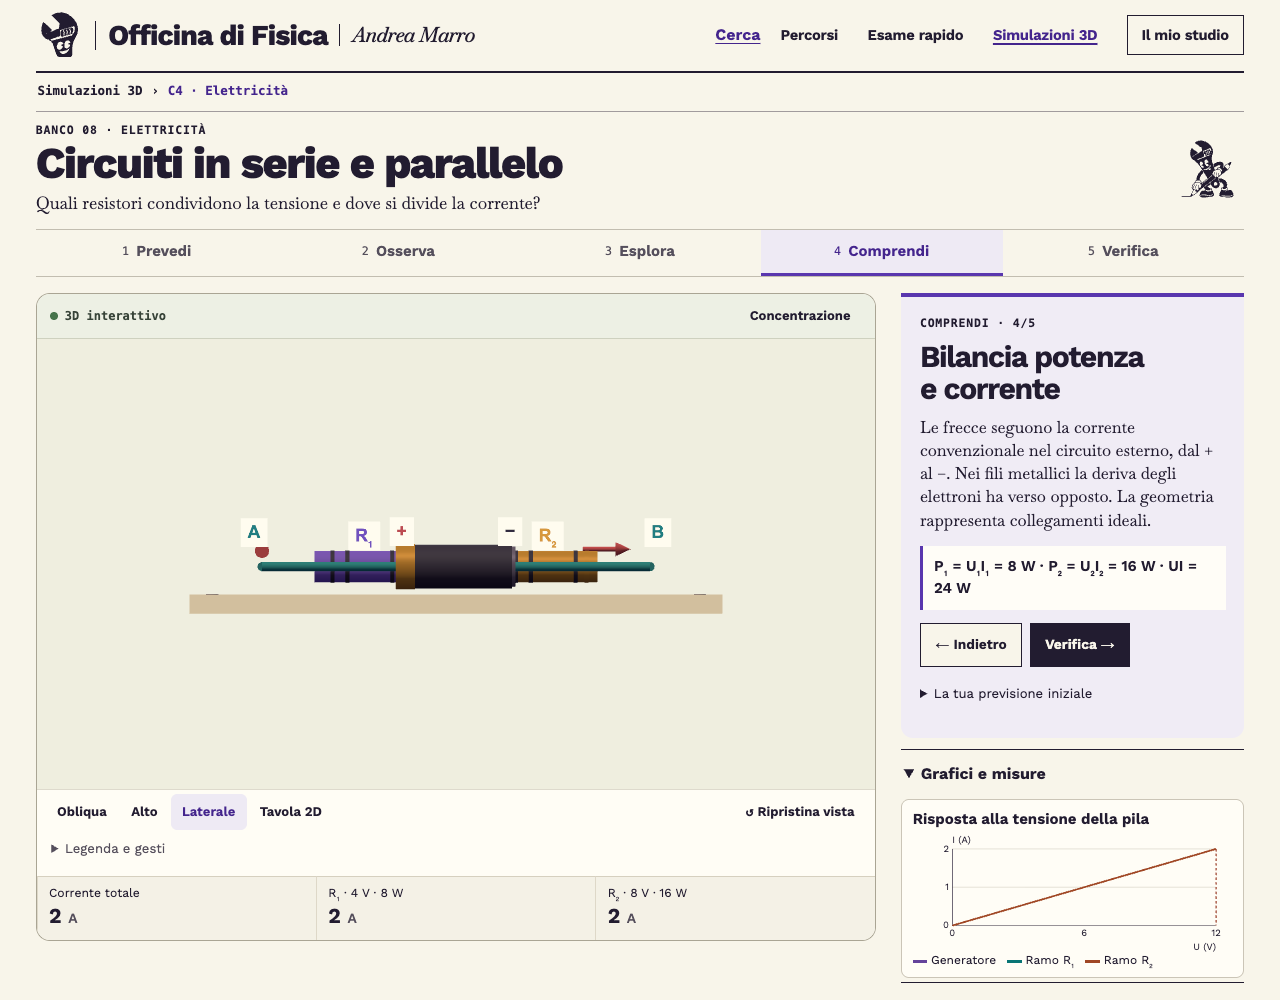 Officina di Fisica
Andrea Marro
Cerca
Percorsi
Esame rapido
Simulazioni 3D
Il mio studio
Simulazioni 3D › C4 · Elettricità
BANCO 08 · ELETTRICITÀ
Circuiti in serie e parallelo
Quali resistori condividono la tensione e dove si divide la corrente?
1 Prevedi
2 Osserva
3 Esplora
4 Comprendi
5 Verifica
3D interattivo
Concentrazione
A
R₁
+
−
R₂
B
Obliqua
Alto
Laterale
Tavola 2D
↺ Ripristina vista
▶ Legenda e gesti
Corrente totale
2 A
R₁ · 4 V · 8 W
2 A
R₂ · 8 V · 16 W
2 A
COMPRENDI · 4/5
Bilancia potenza
e corrente
Le frecce seguono la corrente
convenzionale nel circuito esterno, dal +
al −. Nei fili metallici la deriva degli
elettroni ha verso opposto. La geometria
rappresenta collegamenti ideali.
P₁ = U₁I₁ = 8 W · P₂ = U₂I₂ = 16 W · UI =
24 W
← Indietro
Verifica →
▶ La tua previsione iniziale
▼ Grafici e misure
Risposta alla tensione della pila
I (A)
2
1
0
0
6
12
U (V)
Generatore
Ramo R₁
Ramo R₂